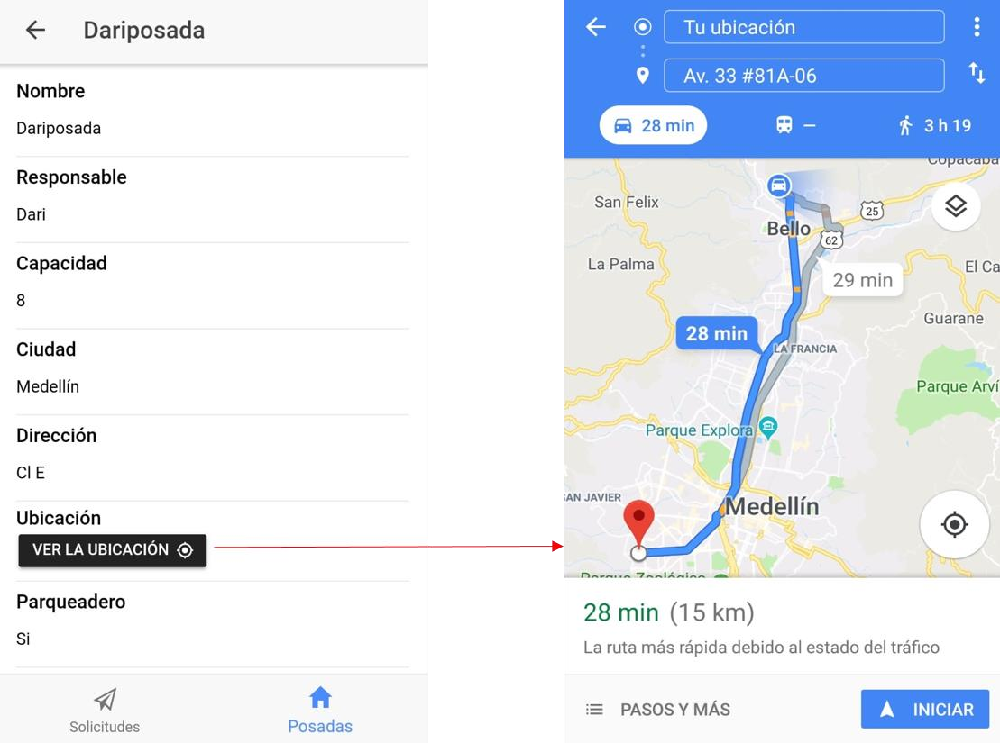 Dariposada
Nombre
Dariposada
Responsable
Dari
Capacidad
8
Ciudad
Medellín
Dirección
Cl E
Ubicación
VER LA UBICACIÓN
Parqueadero
Si
Solicitudes
Posadas
Tu ubicación
Av. 33 #81A-06
28 min
–
3 h 19
Copacaba
San Felix
25
Bello
62
La Palma
El Ca
29 min
Guarane
28 min
LA FRANCIA
Parque Arví
Parque Explora
SAN JAVIER
Medellín
Parque Zoológico
28 min (15 km)
La ruta más rápida debido al estado del tráfico
PASOS Y MÁS
INICIAR